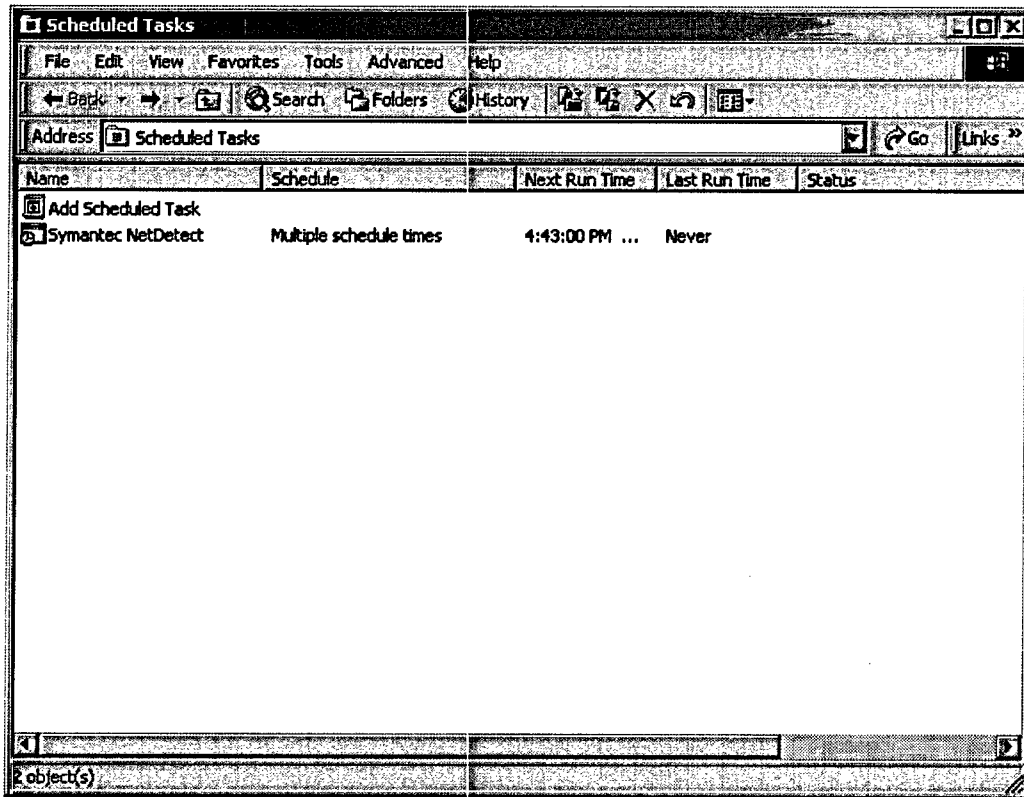 Scheduled Tasks
File Edit View Favorites Tools Advanced Help
Back Search Folders History
Address Scheduled Tasks Go Links »
Name Schedule Next Run Time Last Run Time Status
Add Scheduled Task
Symantec NetDetect Multiple schedule times 4:43:00 PM ... Never
2 object(s)